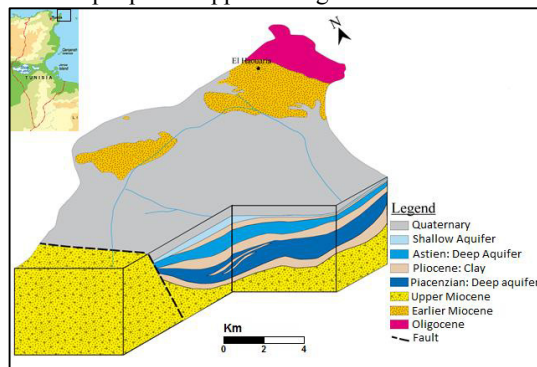 N
El Haouaria
TUNISIA
Legend
Quaternary
Shallow Aquifer
Astien: Deep Aquifer
Pliocene: Clay
Piacenzian: Deep aquifer
Upper Miocene
Earlier Miocene
Oligocene
Fault
Km
0 2 4